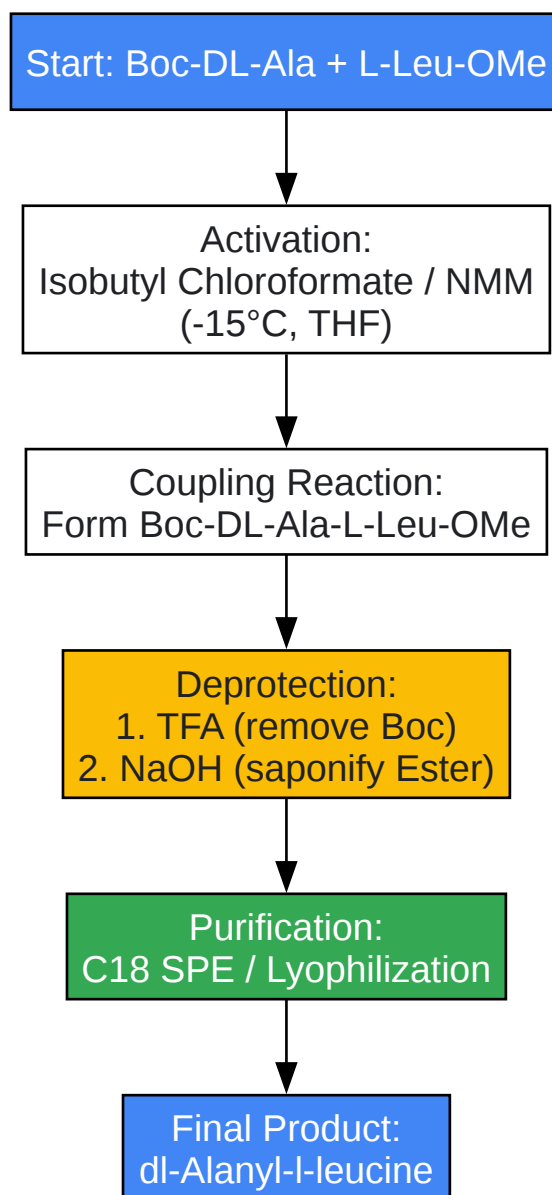 Start: Boc-DL-Ala + L-Leu-OMe
Activation:
Isobutyl Chloroformate / NMM
(-15°C, THF)
Coupling Reaction:
Form Boc-DL-Ala-L-Leu-OMe
Deprotection:
1. TFA (remove Boc)
2. NaOH (saponify Ester)
Purification:
C18 SPE / Lyophilization
Final Product:
dl-Alanyl-l-leucine